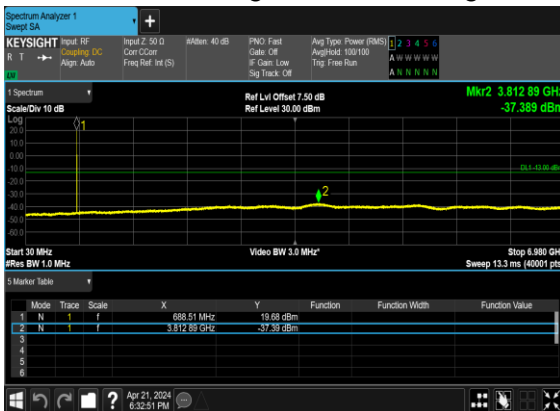 Spectrum Analyzer 1
Swept SA
+
KEYSIGHT Input: RF Input Z: 50 Ω #Atten: 40 dB PNO: Fast Avg Type: Power (RMS) 1 2 3 4 5 6
R T Coupling: DC Corr CCorr Gate: Off Avg|Hold: 100/100 A W W W W W
Align: Auto Freq Ref: Int (S) IF Gain: Low Trig: Free Run
LV Sig Track: Off A N N N N N
1 Spectrum Ref Lvl Offset 7.50 dB Mkr2 3.812 89 GHz
Scale/Div 10 dB Ref Level 30.00 dBm -37.389 dBm
Log
20.0
1
10.0
0.00
-10.0
DL1 -13.00 dBm
-20.0
-30.0
2
-40.0
-50.0
-60.0
Start 30 MHz Video BW 3.0 MHz* Stop 6.980 GHz
#Res BW 1.0 MHz Sweep 13.3 ms (40001 pts
5 Marker Table
Mode Trace Scale X Y Function Function Width Function Value
1 N 1 f 688.51 MHz 19.68 dBm
2 N 1 f 3.812 89 GHz -37.39 dBm
3
4
5
6
? Apr 21, 2024
6:32:51 PM